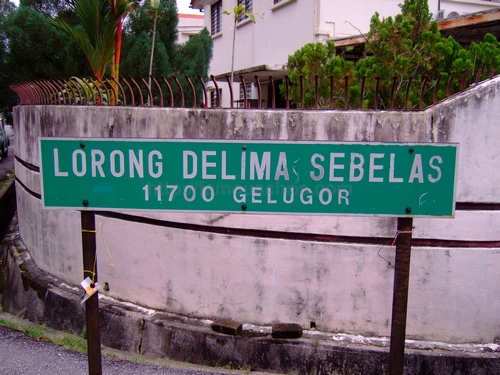 LORONG DELIMA SEBELAS
11700 GELUGOR